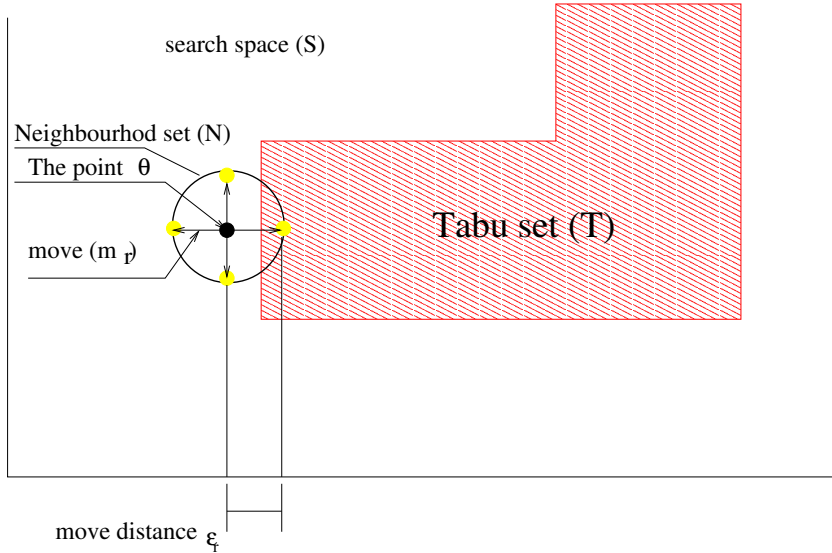 search space (S)
Neighbourhod set (N)
The point θ
Tabu set (T)
move (m r)
move distance ε r